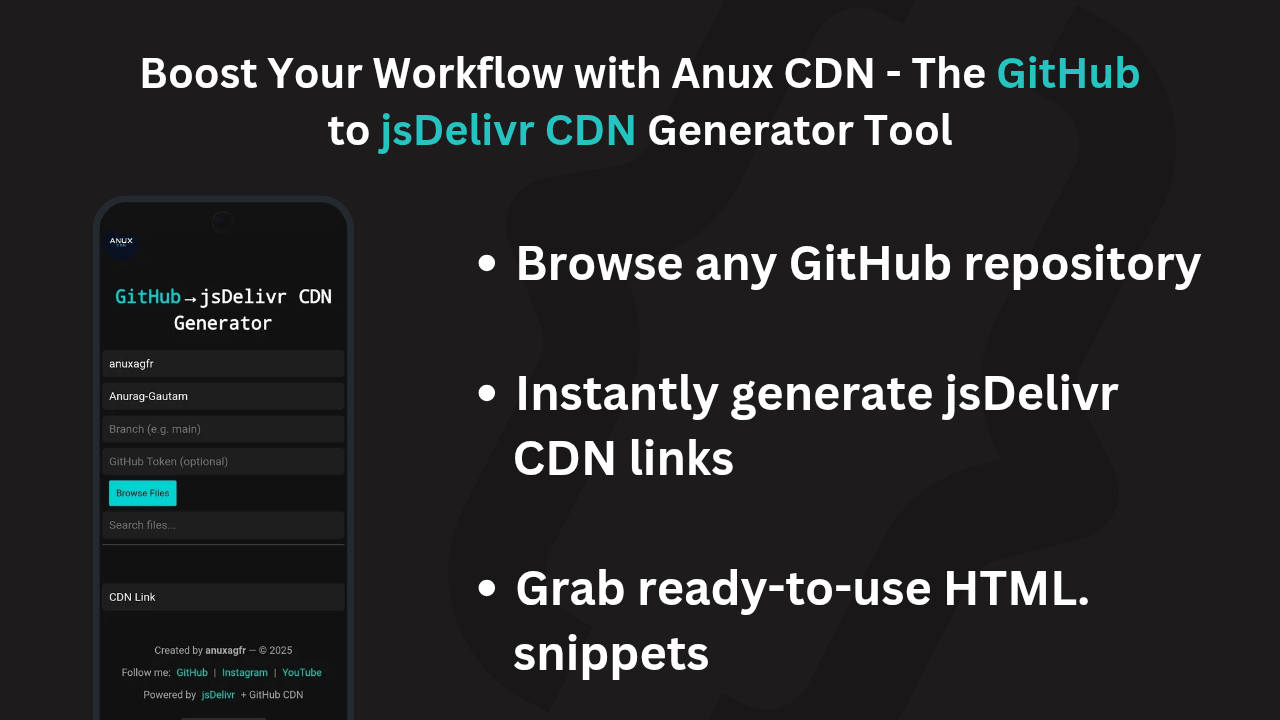 Boost Your Workflow with Anux CDN - The GitHub
to jsDelivr CDN Generator Tool
ANUX
CDN
GitHub→jsDelivr CDN
Generator
anuxagfr
Anurag-Gautam
Branch (e.g. main)
GitHub Token (optional)
Browse Files
Search files...
CDN Link
Created by anuxagfr — © 2025
Follow me: GitHub | Instagram | YouTube
Powered by jsDelivr + GitHub CDN
• Browse any GitHub repository
• Instantly generate jsDelivr
CDN links
• Grab ready-to-use HTML.
snippets